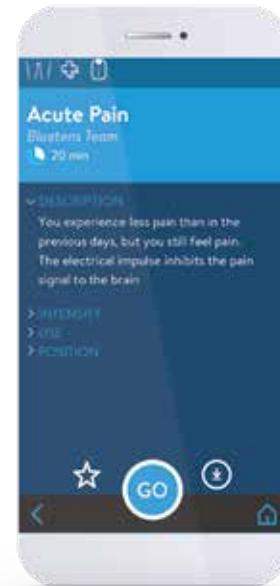 Acute Pain
Bluetens Team
20 min
DESCRIPTION
You experience less pain than in the
previous days, but you still feel pain.
The electrical impulse inhibits the pain
signal to the brain
INTENSITY
USE
POSITION
GO